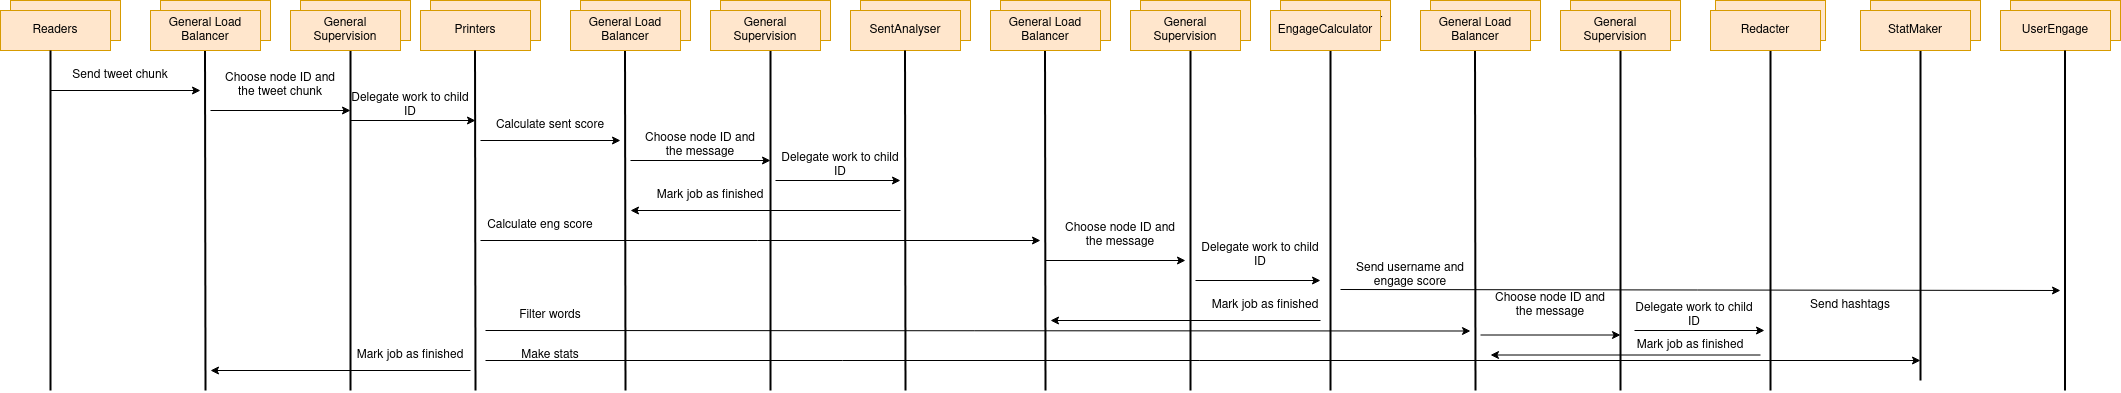 Readers
General Load
Balancer
General
Supervision
Printers
General Load
Balancer
General
Supervision
SentAnalyser
General Load
Balancer
General
Supervision
EngageCalculator
General Load
Balancer
General
Supervision
Redacter
StatMaker
UserEngage
Send tweet chunk
Choose node ID and
the tweet chunk
Delegate work to child
ID
Calculate sent score
Choose node ID and
the message
Delegate work to child
ID
Mark job as finished
Calculate eng score
Choose node ID and
the message
Delegate work to child
ID
Send username and
engage score
Mark job as finished
Send hashtags
Filter words
Choose node ID and
the message
Delegate work to child
ID
Mark job as finished
Make stats
Mark job as finished